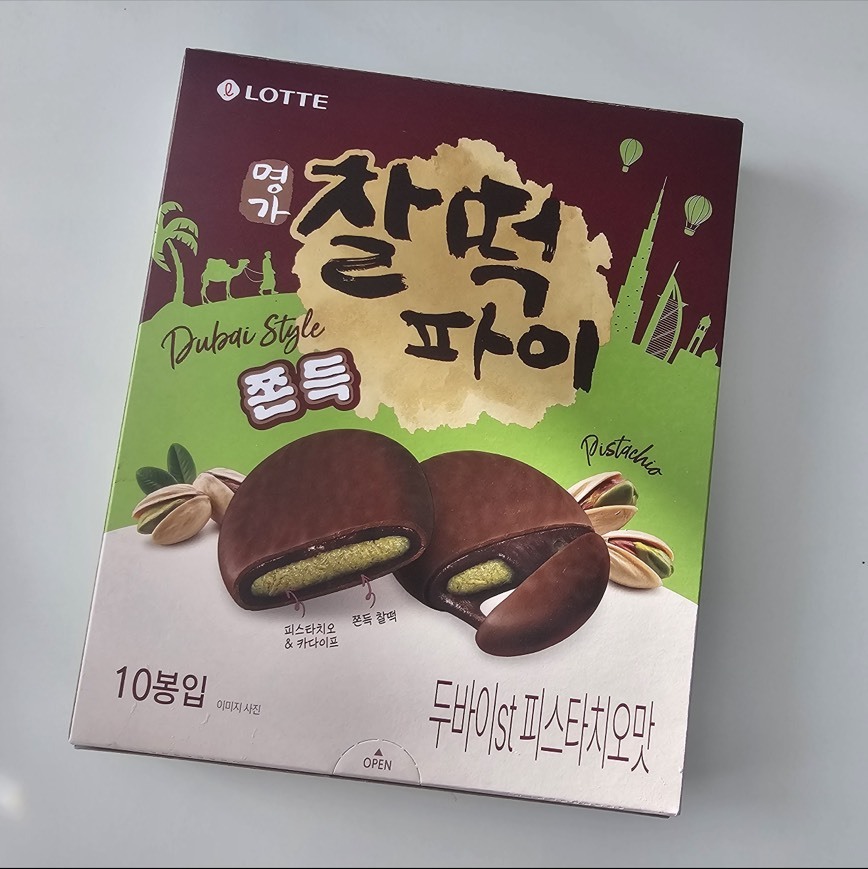 LOTTE
명가
찰떡
파이
Dubai Style
쫀득
Pistachio
피스타치오
& 카다이프
쫀득 찰떡
10봉입
이미지 사진
두바이st 피스타치오맛
OPEN